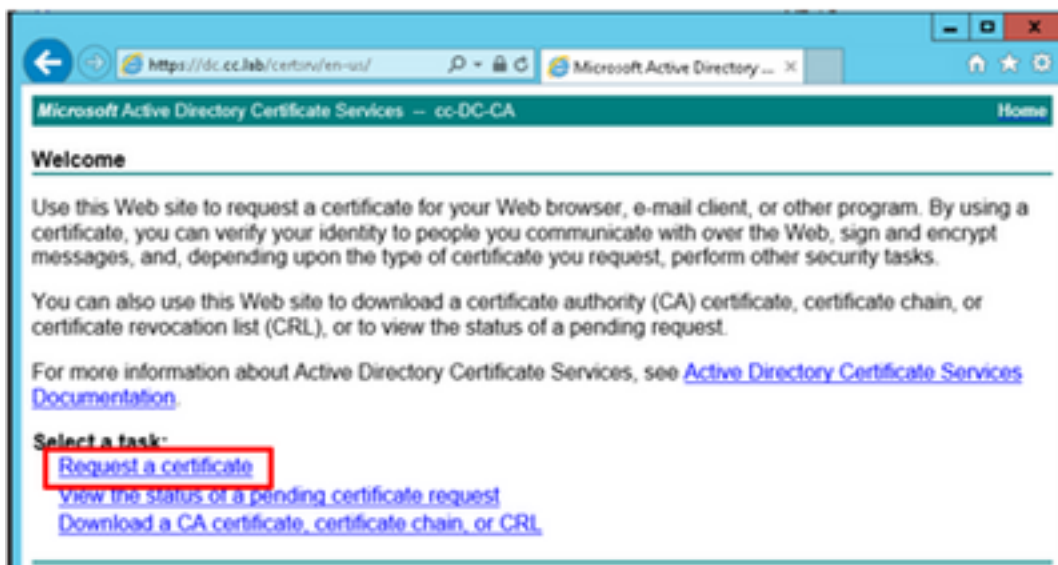 https://dc.cc.lab/certsrv/en-us/
Microsoft Active Directory ...
Microsoft Active Directory Certificate Services -- cc-DC-CA
Home
Welcome
Use this Web site to request a certificate for your Web browser, e-mail client, or other program. By using a
certificate, you can verify your identity to people you communicate with over the Web, sign and encrypt
messages, and, depending upon the type of certificate you request, perform other security tasks.
You can also use this Web site to download a certificate authority (CA) certificate, certificate chain, or
certificate revocation list (CRL), or to view the status of a pending request.
For more information about Active Directory Certificate Services, see Active Directory Certificate Services
Documentation.
Select a task:
Request a certificate
View the status of a pending certificate request
Download a CA certificate, certificate chain, or CRL